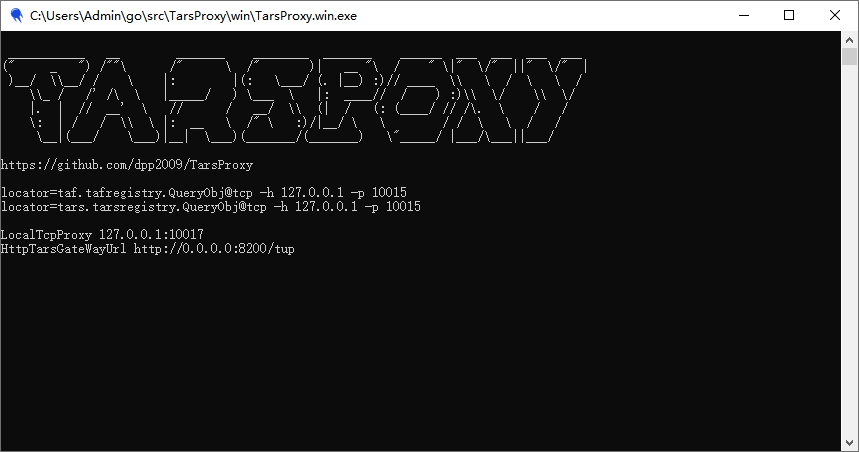 C:\Users\Admin\go\src\TarsProxy\win\TarsProxy.win.exe
TARSPROXY
https://github.com/dpp2009/TarsProxy
locator=taf.tafregistry.QueryObj@tcp -h 127.0.0.1 -p 10015
locator=tars.tarsregistry.QueryObj@tcp -h 127.0.0.1 -p 10015
LocalTcpProxy 127.0.0.1:10017
HttpTarsGateWayUrl http://0.0.0.0:8200/tup